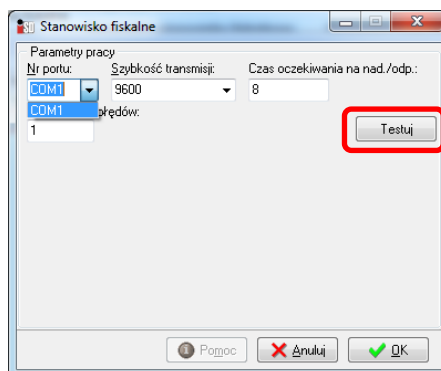 Stanowisko fiskalne
Parametry pracy
Nr portu: Szybkość transmisji: Czas oczekiwania na nad./odp.:
COM1 9600 8
COM1 błędów:
1 Testuj
Pomoc Anuluj OK